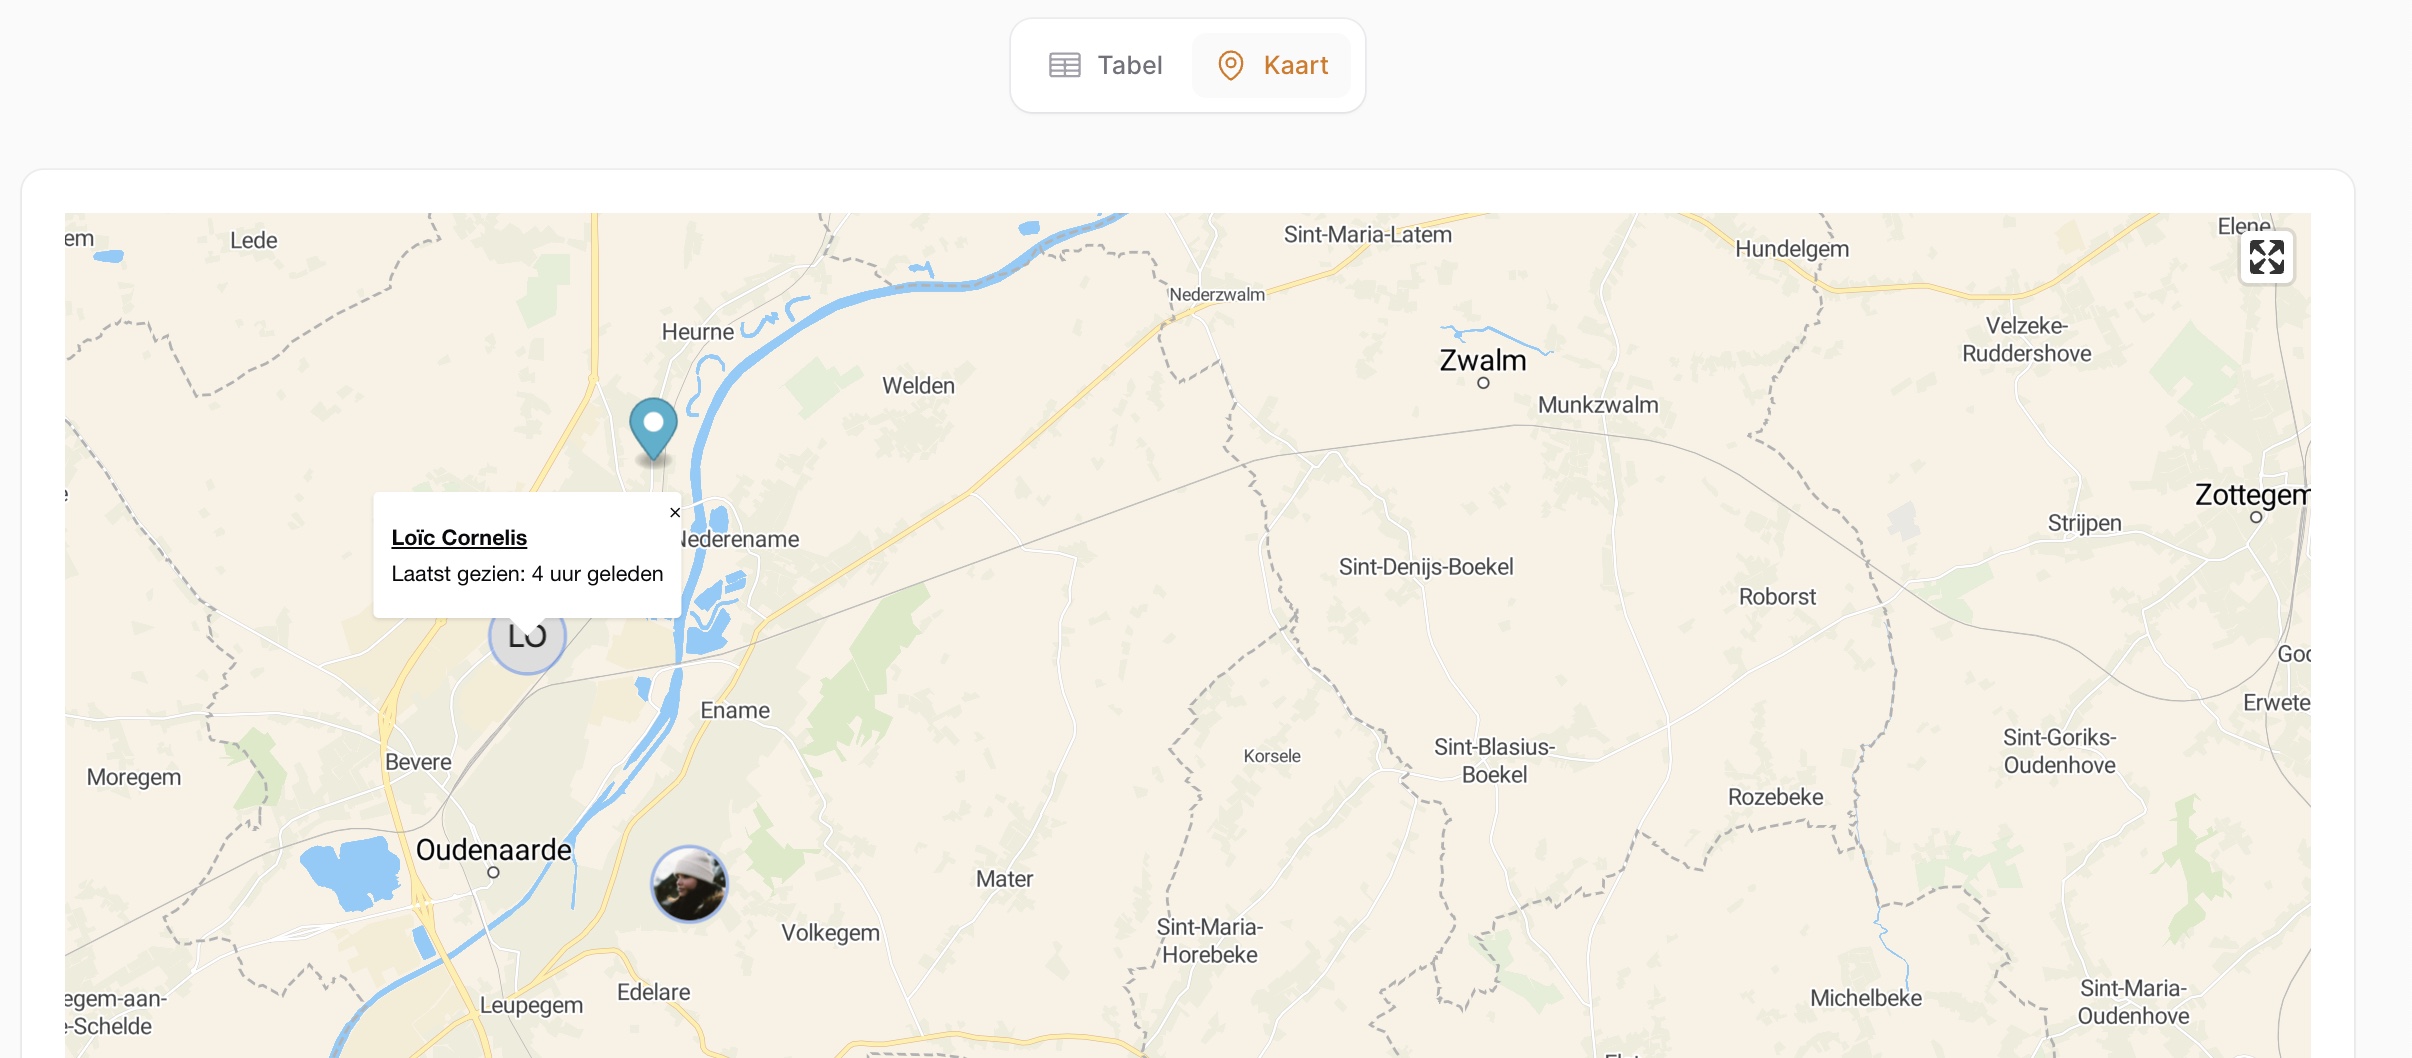 Tabel
Kaart
em
Lede
Sint-Maria-Latem
Hundelgem
Elene
Nederzwalm
Heurne
Velzeke-
Ruddershove
Zwalm
Welden
Munkzwalm
Zottegem
Strijpen
×
Loïc Cornelis
Laatst gezien: 4 uur geleden
Nederename
Sint-Denijs-Boekel
Roborst
LO
Goo
Erwete
Ename
Sint-Goriks-
Oudenhove
Sint-Blasius-
Boekel
Korsele
Bevere
Moregem
Rozebeke
Oudenaarde
Mater
Volkegem
Sint-Maria-
Horebeke
Edelare
Leupegem
egem-aan-
e-Schelde
Michelbeke
Sint-Maria-
Oudenhove